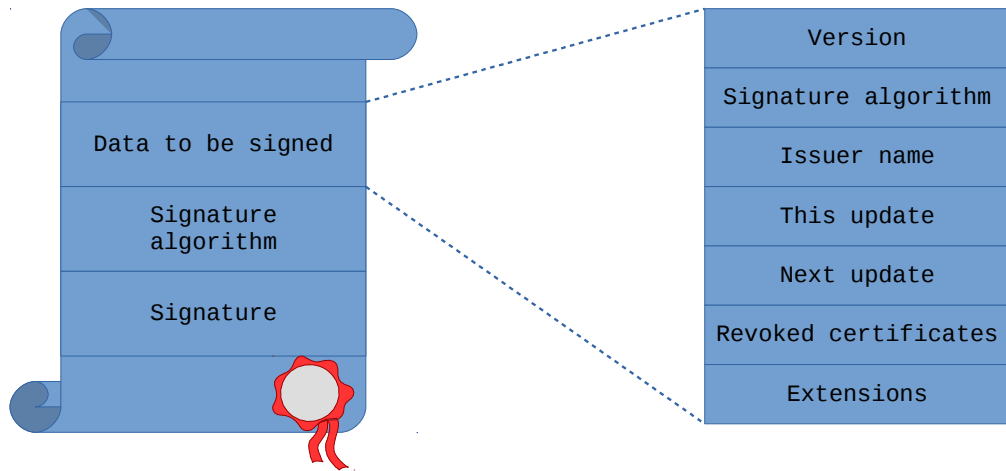 Data to be signed
Signature
algorithm
Signature
Version
Signature algorithm
Issuer name
This update
Next update
Revoked certificates
Extensions